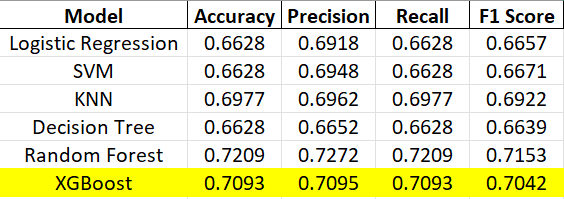 Model Accuracy Precision Recall F1 Score
Logistic Regression 0.6628 0.6918 0.6628 0.6657
SVM 0.6628 0.6948 0.6628 0.6671
KNN 0.6977 0.6962 0.6977 0.6922
Decision Tree 0.6628 0.6652 0.6628 0.6639
Random Forest 0.7209 0.7272 0.7209 0.7153
XGBoost 0.7093 0.7095 0.7093 0.7042